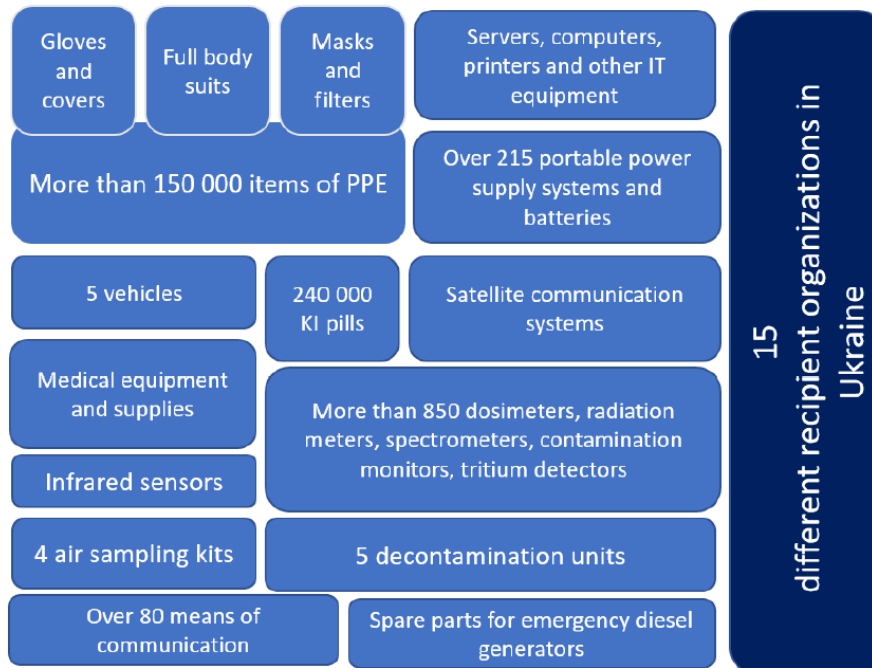 Gloves
and
covers
Full body
suits
Masks
and
filters
Servers, computers,
printers and other IT
equipment
More than 150 000 items of PPE
Over 215 portable power
supply systems and
batteries
5 vehicles
240 000
KI pills
Satellite communication
systems
Medical equipment
and supplies
More than 850 dosimeters, radiation
meters, spectrometers, contamination
monitors, tritium detectors
Infrared sensors
4 air sampling kits
5 decontamination units
Over 80 means of
communication
Spare parts for emergency diesel
generators
15
different recipient organizations in
Ukraine